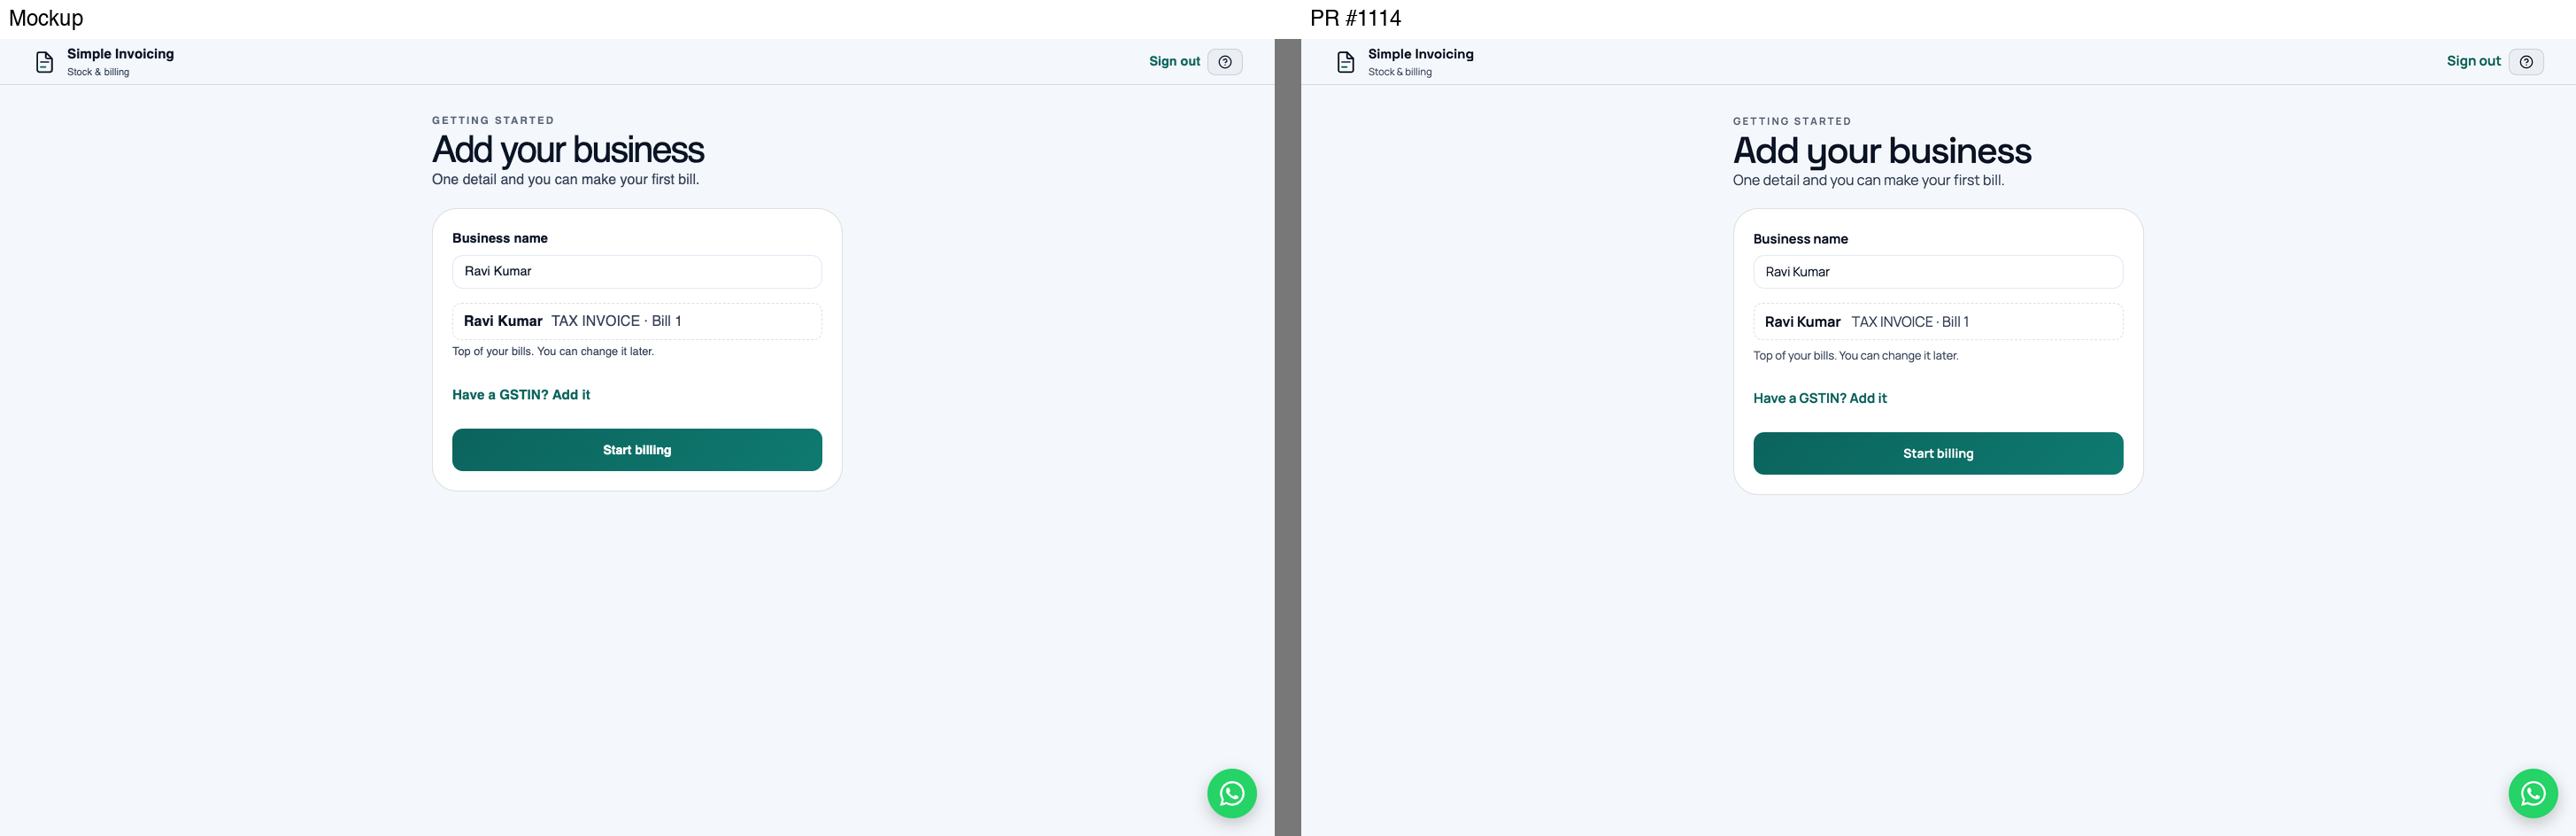 Mockup
Simple Invoicing
Stock & billing
Sign out
GETTING STARTED
Add your business
One detail and you can make your first bill.
Business name
Ravi Kumar
Ravi Kumar TAX INVOICE · Bill 1
Top of your bills. You can change it later.
Have a GSTIN? Add it
Start billing
PR #1114
Simple Invoicing
Stock & billing
Sign out
GETTING STARTED
Add your business
One detail and you can make your first bill.
Business name
Ravi Kumar
Ravi Kumar TAX INVOICE · Bill 1
Top of your bills. You can change it later.
Have a GSTIN? Add it
Start billing